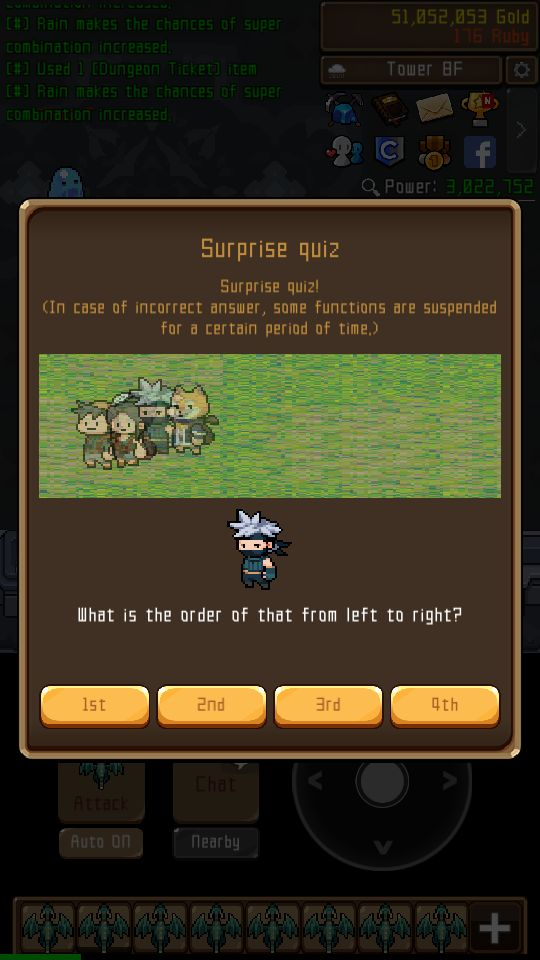 combination increased.
[#] Rain makes the chances of super
combination increased.
[#] Used 1 [Dungeon Ticket] item
[#] Rain makes the chances of super
combination increased.
51,052,053 Gold
176 Ruby
Tower 8F
N
C
f
Power: 3,022,752
Surprise quiz
Surprise quiz!
(In case of incorrect answer, some functions are suspended
for a certain period of time.)
What is the order of that from left to right?
1st
2nd
3rd
4th
Attack
Chat
Auto ON
Nearby